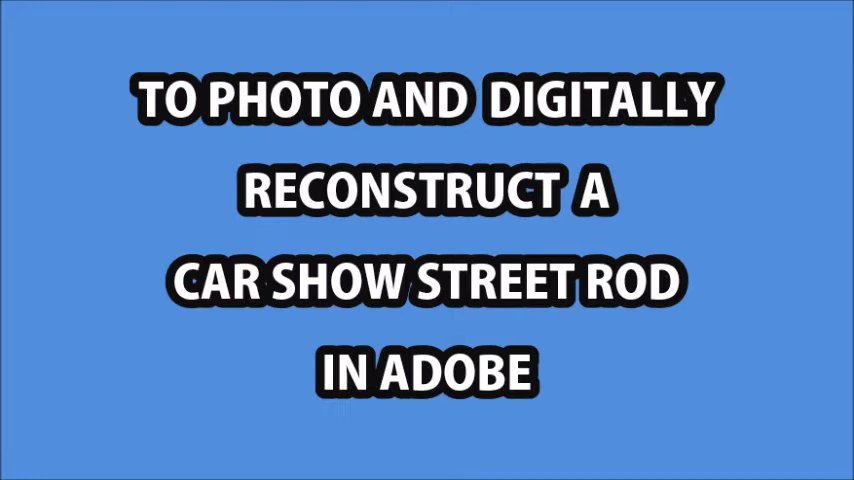 TO PHOTO AND DIGITALLY
RECONSTRUCT A
CAR SHOW STREET ROD
IN ADOBE